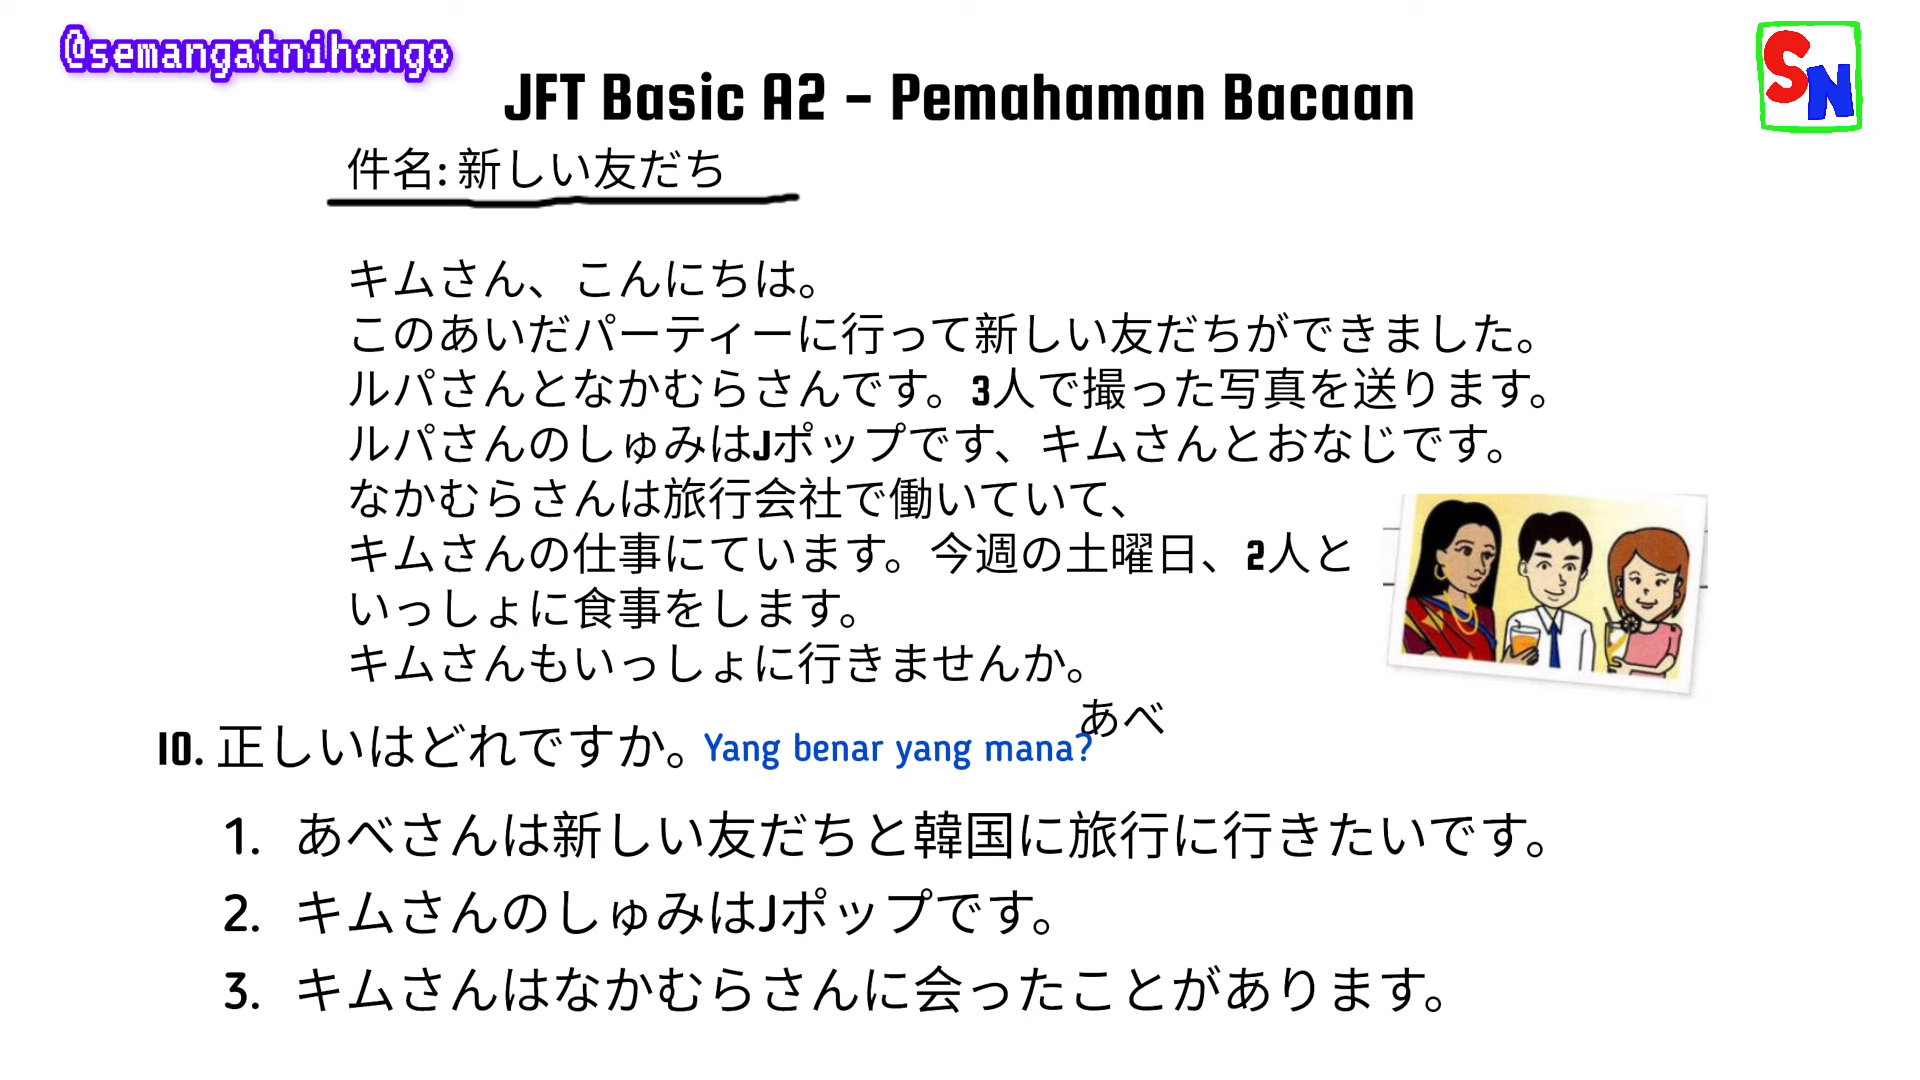 @semangatnihongo
SN
JFT Basic A2 - Pemahaman Bacaan
件名: 新しい友だち
キムさん、こんにちは。
このあいだパーティーに行って新しい友だちができました。
ルパさんとなかむらさんです。3人で撮った写真を送ります。
ルパさんのしゅみはJポップです、キムさんとおなじです。
なかむらさんは旅行会社で働いていて、
キムさんの仕事にています。今週の土曜日、2人と
いっしょに食事をします。
キムさんもいっしょに行きませんか。
あべ
10. 正しいはどれですか。 Yang benar yang mana?
1. あべさんは新しい友だちと韓国に旅行に行きたいです。
2. キムさんのしゅみはJポップです。
3. キムさんはなかむらさんに会ったことがあります。